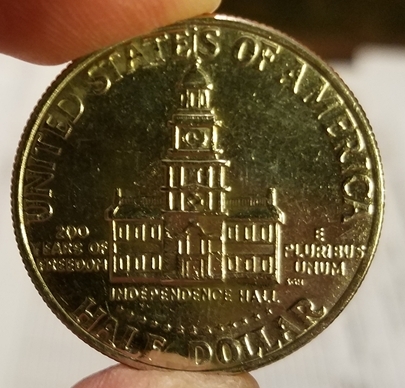 UNITED STATES OF AMERICA
200
YEARS OF
FREEDOM
E
PLURIBUS
UNUM
INDEPENDENCE HALL
HALF DOLLAR